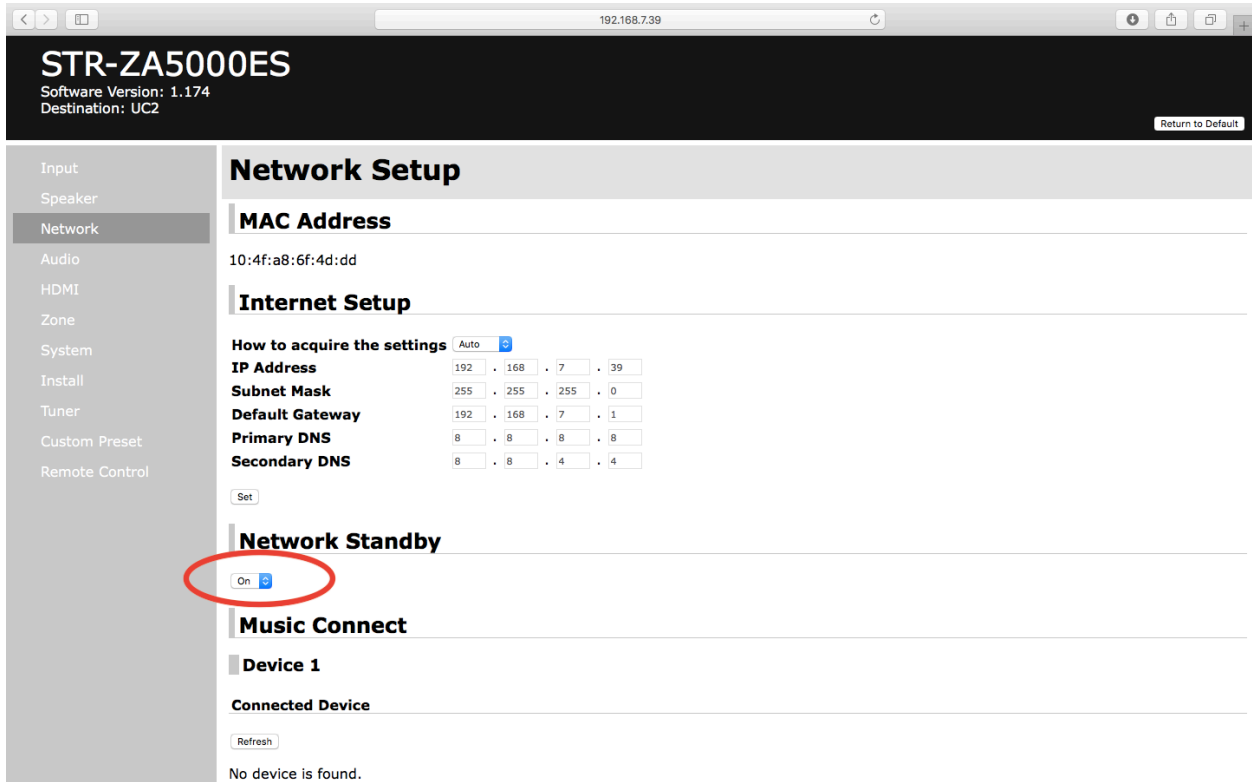 192.168.7.39
STR-ZA5000ES
Software Version: 1.174
Destination: UC2
Return to Default
Input
Speaker
Network
Audio
HDMI
Zone
System
Install
Tuner
Custom Preset
Remote Control
Network Setup
MAC Address
10:4f:a8:6f:4d:dd
Internet Setup
How to acquire the settings Auto
IP Address 192 . 168 . 7 . 39
Subnet Mask 255 . 255 . 255 . 0
Default Gateway 192 . 168 . 7 . 1
Primary DNS 8 . 8 . 8 . 8
Secondary DNS 8 . 8 . 4 . 4
Set
Network Standby
On
Music Connect
Device 1
Connected Device
Refresh
No device is found.